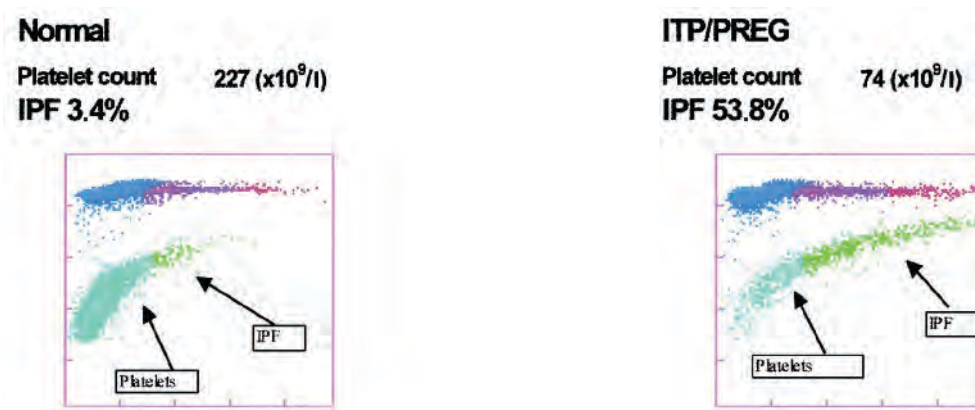 Normal
Platelet count 227 (x10⁹/l)
IPF 3.4%
IPF
Platelets
ITP/PREG
Platelet count 74 (x10⁹/l)
IPF 53.8%
IPF
Platelets